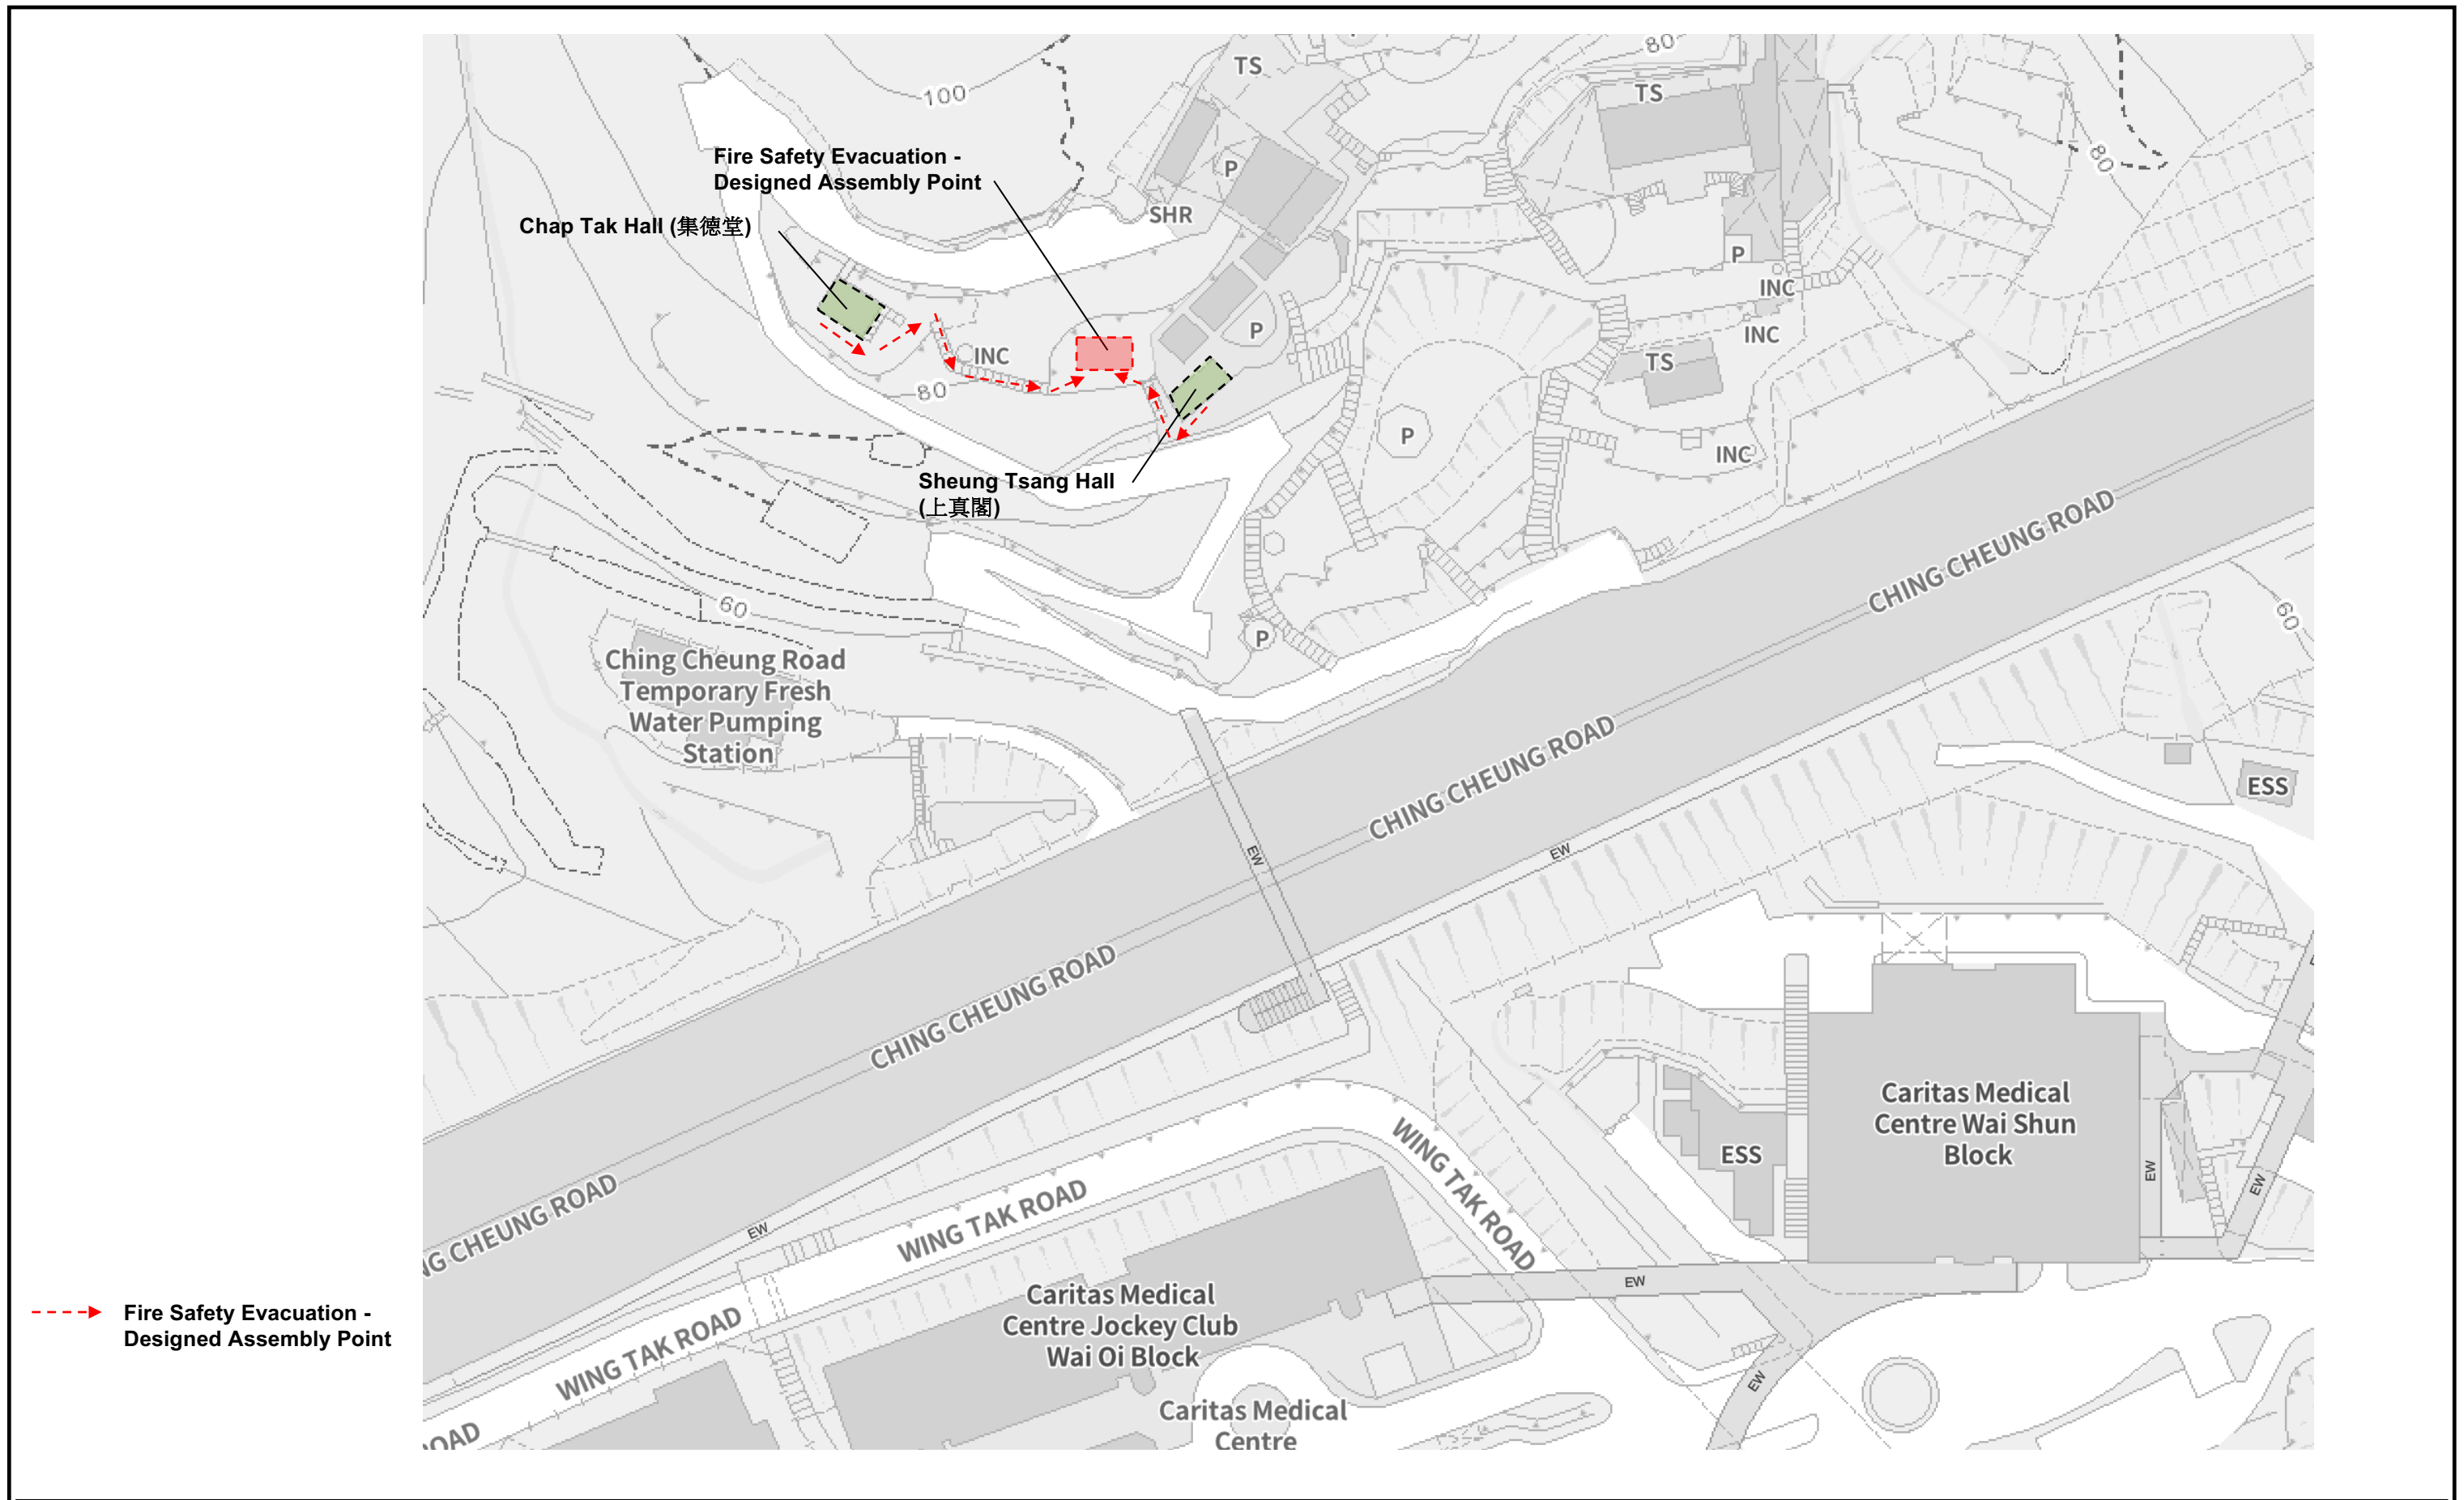 80
TS
TS
100
Fire Safety Evacuation -
Designed Assembly Point
P
80
SHR
Chap Tak Hall (集德堂)
P
INC
P
INC
INC
TS
80
P
INC
Sheung Tsang Hall
(上真閣)
CHING CHEUNG ROAD
60
60
P
Ching Cheung Road
Temporary Fresh
Water Pumping
Station
CHING CHEUNG ROAD
ESS
EW
EW
CHING CHEUNG ROAD
Caritas Medical
Centre Wai Shun
Block
WING TAK ROAD
ESS
EW
EW
NG CHEUNG ROAD
WING TAK ROAD
EW
EW
Caritas Medical
Centre Jockey Club
Wai Oi Block
Fire Safety Evacuation -
Designed Assembly Point
WING TAK ROAD
EW
Caritas Medical
Centre
OAD